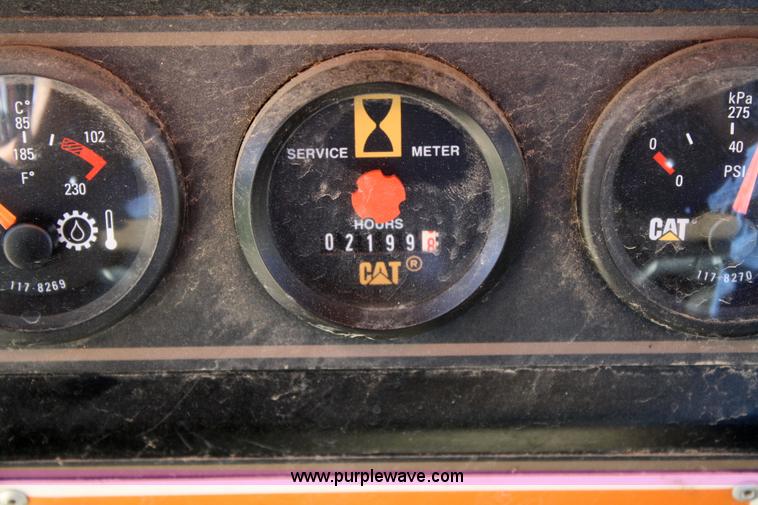 C°
85
102
185
F°
230
117-8269
SERVICE METER
HOURS
02199 8
CAT®
kPa
275
0
40
PSI
0
CAT
117-8270
www.purplewave.com